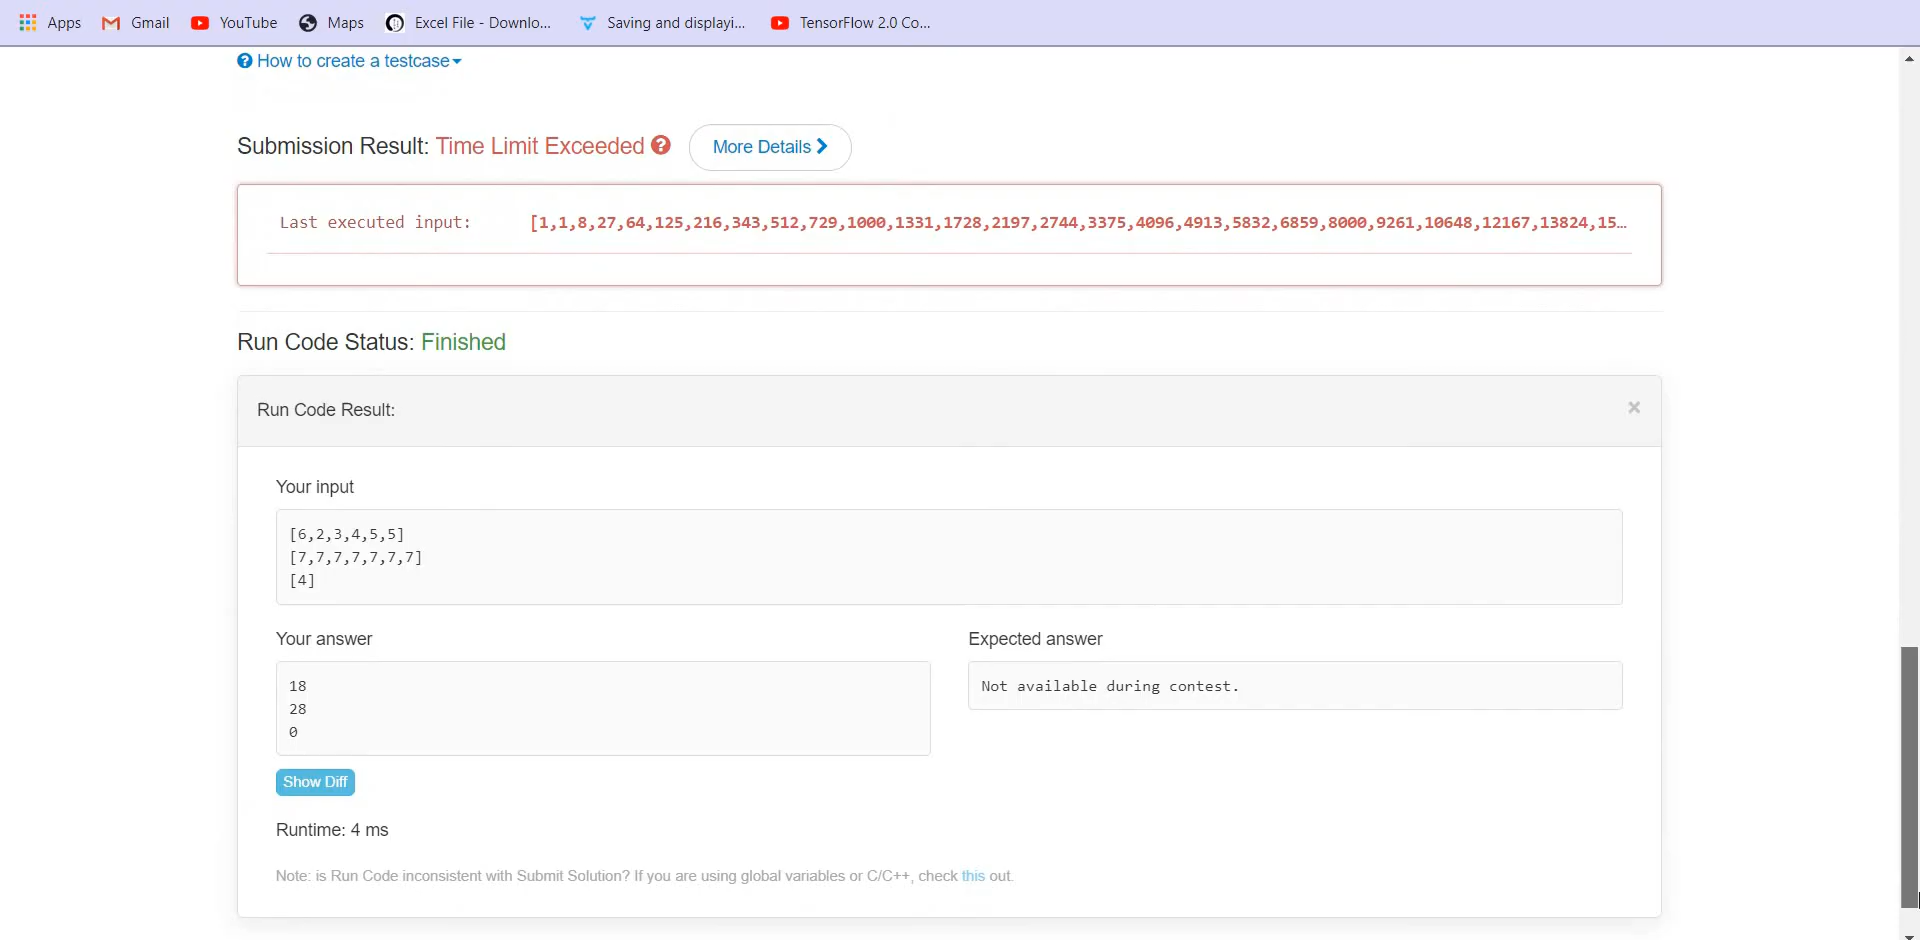 Apps Gmail YouTube Maps Excel File - Downlo... Saving and displayi... TensorFlow 2.0 Co...
How to create a testcase
Submission Result: Time Limit Exceeded More Details
Last executed input: [1,1,8,27,64,125,216,343,512,729,1000,1331,1728,2197,2744,3375,4096,4913,5832,6859,8000,9261,10648,12167,13824,15…
Run Code Status: Finished
Run Code Result: ×
Your input
[6,2,3,4,5,5]
[7,7,7,7,7,7,7]
[4]
Your answer Expected answer
18 Not available during contest.
28
0
Show Diff
Runtime: 4 ms
Note: is Run Code inconsistent with Submit Solution? If you are using global variables or C/C++, check this out.